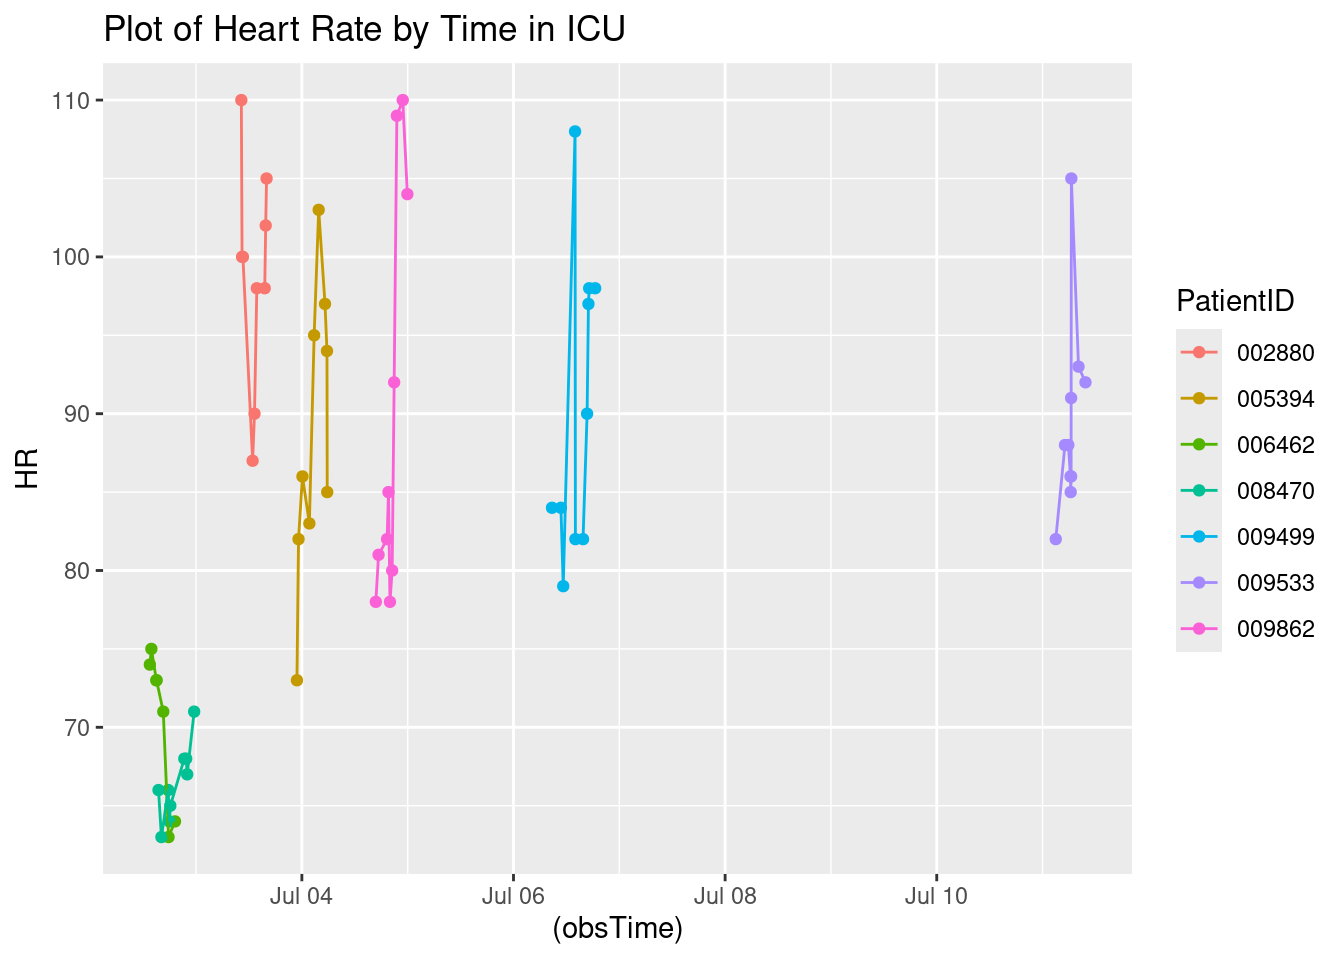 Plot of Heart Rate by Time in ICU
110
100
90
80
70
HR
Jul 04
Jul 06
Jul 08
Jul 10
(obsTime)
PatientID
002880
005394
006462
008470
009499
009533
009862